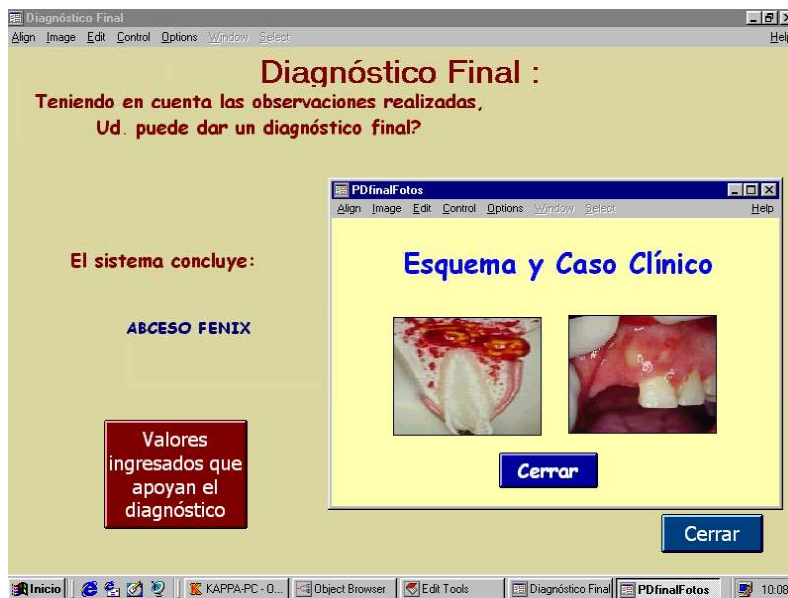 Diagnóstico Final
Align Image Edit Control Options Window Select Help
Diagnóstico Final :
Teniendo en cuenta las observaciones realizadas,
Ud. puede dar un diagnóstico final?
PDfinalFotos
Align Image Edit Control Options Window Select Help
Esquema y Caso Clínico
El sistema concluye:
ABCESO FENIX
Valores
ingresados que
apoyan el
diagnóstico
Cerrar
Cerrar
Inicio KAPPA-PC - O... Object Browser Edit Tools Diagnóstico Final PDfinalFotos 10:08